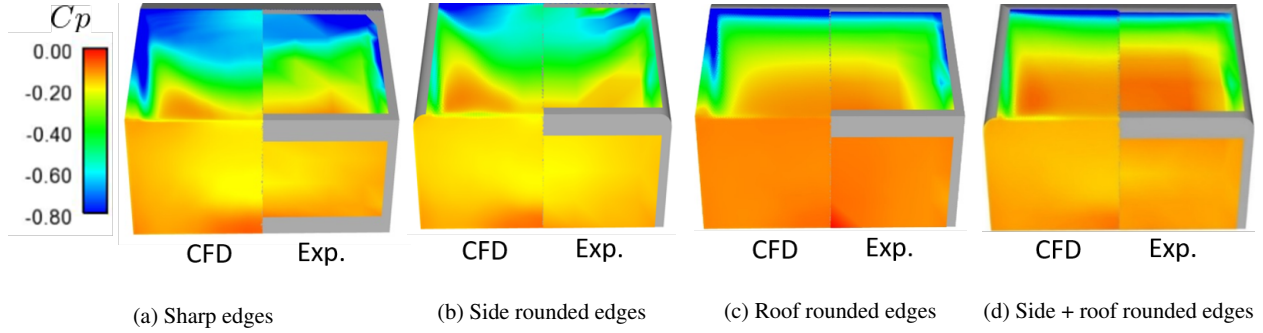 Cp
0.00
-0.20
-0.40
-0.60
-0.80
CFD Exp.
CFD Exp.
CFD Exp.
CFD Exp.
(a) Sharp edges
(b) Side rounded edges
(c) Roof rounded edges
(d) Side + roof rounded edges